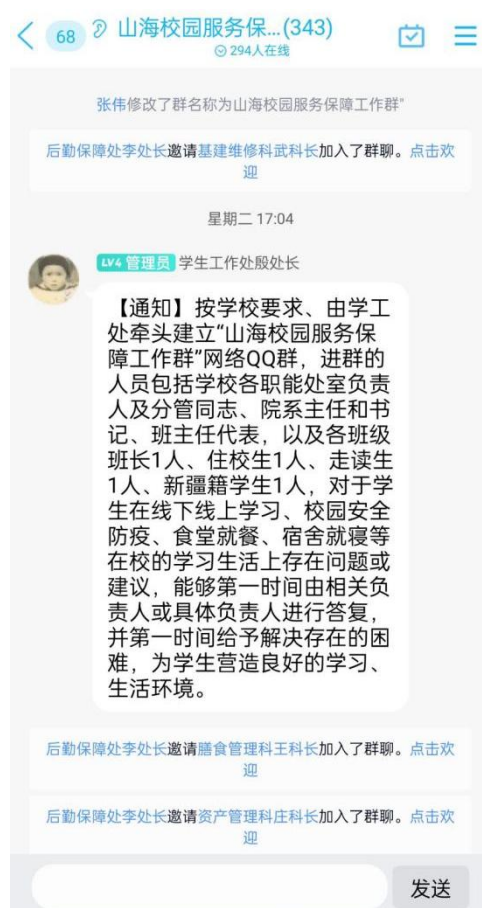 68 山海校园服务保...(343)
294人在线
张伟修改了群名称为山海校园服务保障工作群"
后勤保障处李处长邀请基建维修科武科长加入了群聊。点击欢
迎
星期二 17:04
LV4 管理员 学生工作处殷处长
【通知】按学校要求、由学工
处牵头建立“山海校园服务保
障工作群”网络QQ群，进群的
人员包括学校各职能处室负责
人及分管同志、院系主任和书
记、班主任代表，以及各班级
班长1人、住校生1人、走读生
1人、新疆籍学生1人，对于学
生在线下线上学习、校园安全
防疫、食堂就餐、宿舍就寝等
在校的学习生活上存在问题或
建议，能够第一时间由相关负
责人或具体负责人进行答复，
并第一时间给予解决存在的困
难，为学生营造良好的学习、
生活环境。
后勤保障处李处长邀请膳食管理科王科长加入了群聊。点击欢
迎
后勤保障处李处长邀请资产管理科庄科长加入了群聊。点击欢
迎
发送